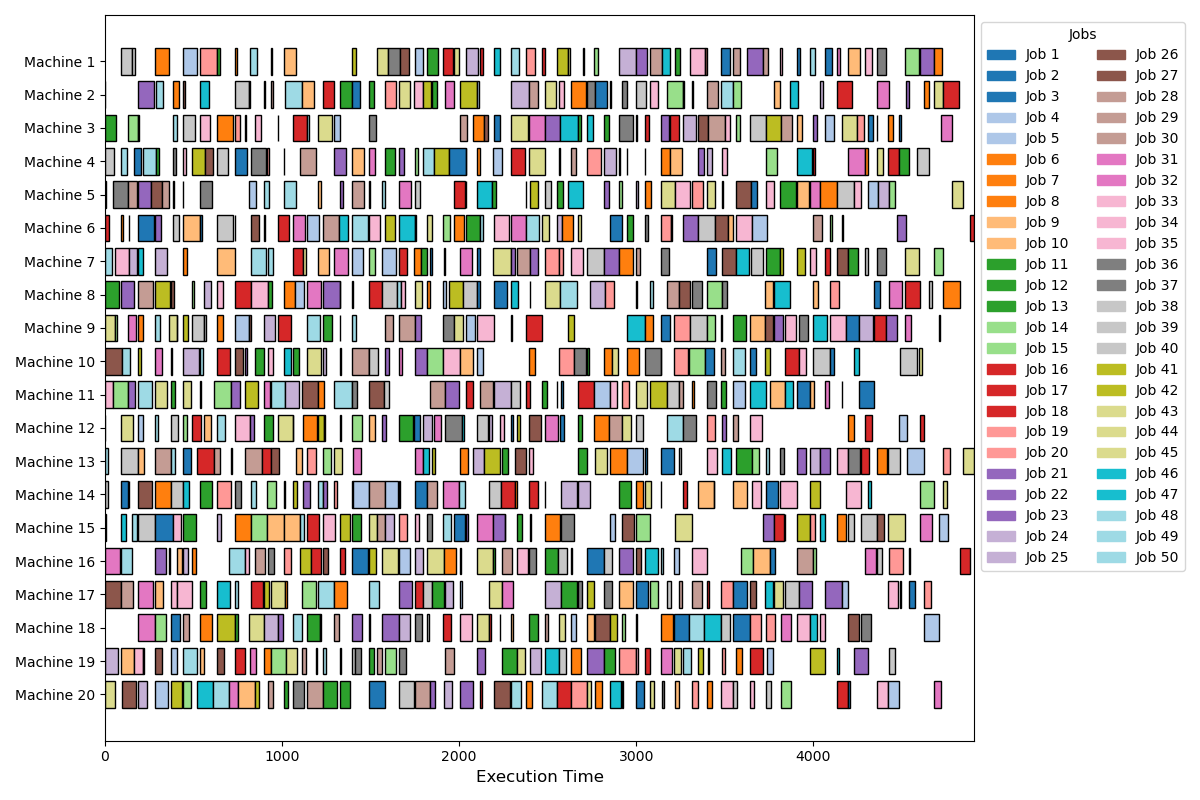 Machine 1
Machine 2
Machine 3
Machine 4
Machine 5
Machine 6
Machine 7
Machine 8
Machine 9
Machine 10
Machine 11
Machine 12
Machine 13
Machine 14
Machine 15
Machine 16
Machine 17
Machine 18
Machine 19
Machine 20
0 1000 2000 3000 4000
Execution Time
Jobs
Job 1 Job 26
Job 2 Job 27
Job 3 Job 28
Job 4 Job 29
Job 5 Job 30
Job 6 Job 31
Job 7 Job 32
Job 8 Job 33
Job 9 Job 34
Job 10 Job 35
Job 11 Job 36
Job 12 Job 37
Job 13 Job 38
Job 14 Job 39
Job 15 Job 40
Job 16 Job 41
Job 17 Job 42
Job 18 Job 43
Job 19 Job 44
Job 20 Job 45
Job 21 Job 46
Job 22 Job 47
Job 23 Job 48
Job 24 Job 49
Job 25 Job 50